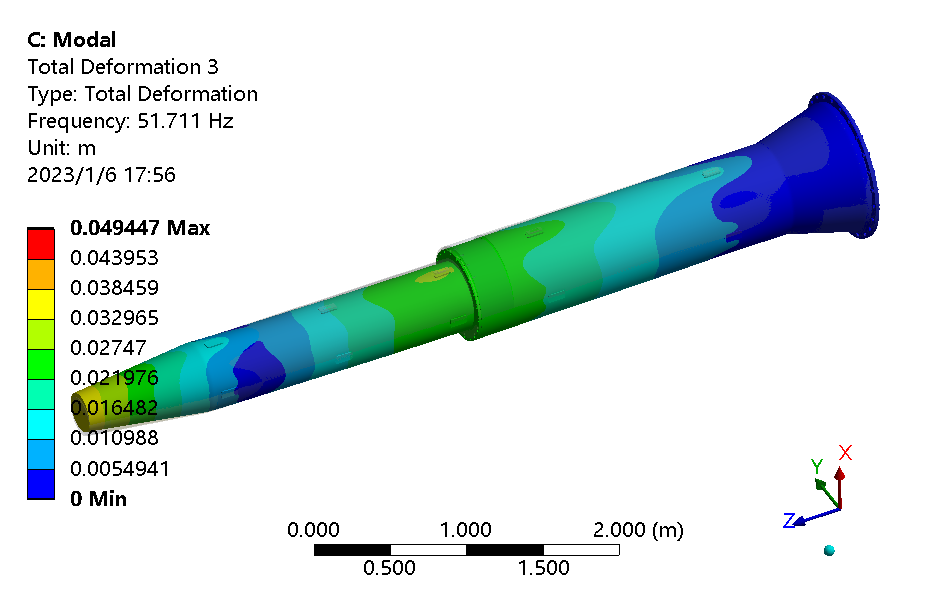 C: Modal
Total Deformation 3
Type: Total Deformation
Frequency: 51.711 Hz
Unit: m
2023/1/6 17:56
0.049447 Max
0.043953
0.038459
0.032965
0.02747
0.021976
0.016482
0.010988
0.0054941
0 Min
0.000
1.000
2.000 (m)
0.500
1.500
X
Y
Z